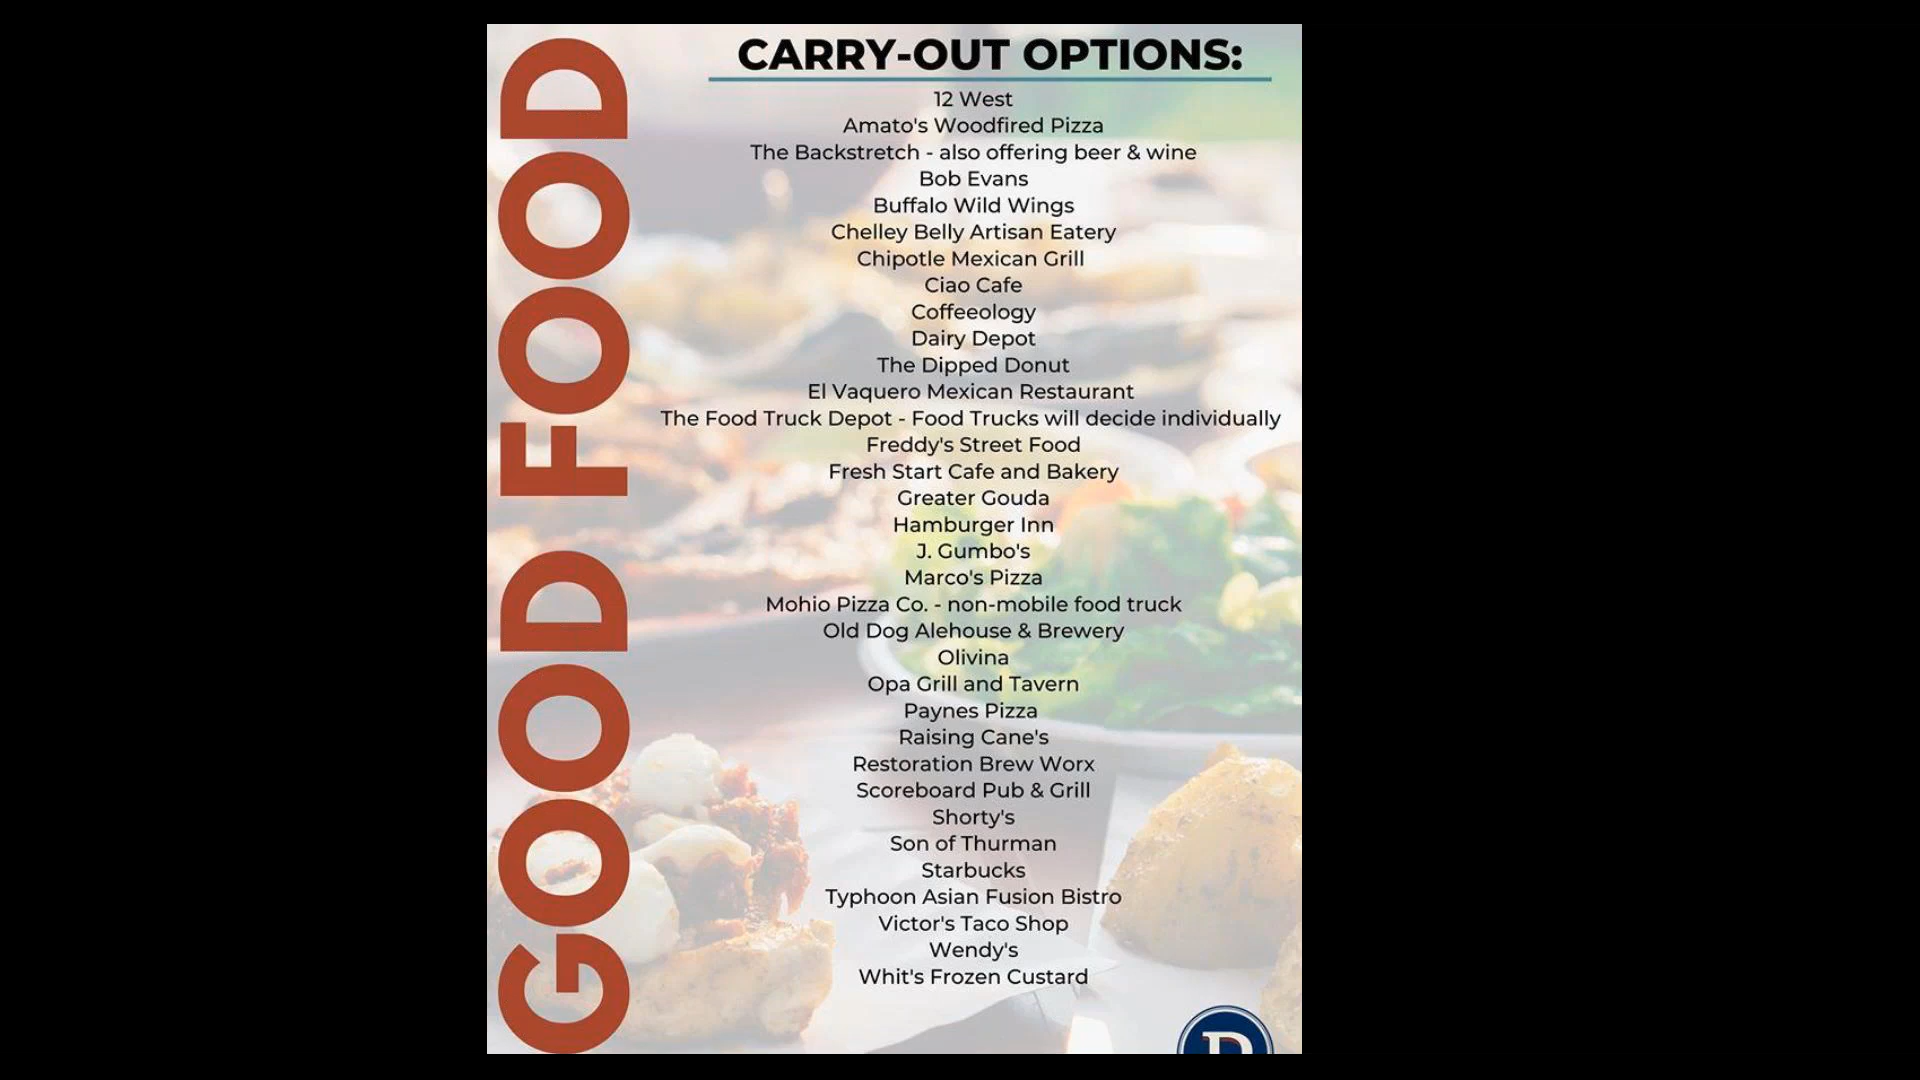 GOOD FOOD
CARRY-OUT OPTIONS:
12 West
Amato's Woodfired Pizza
The Backstretch - also offering beer & wine
Bob Evans
Buffalo Wild Wings
Chelley Belly Artisan Eatery
Chipotle Mexican Grill
Ciao Cafe
Coffeeology
Dairy Depot
The Dipped Donut
El Vaquero Mexican Restaurant
The Food Truck Depot - Food Trucks will decide individually
Freddy's Street Food
Fresh Start Cafe and Bakery
Greater Gouda
Hamburger Inn
J. Gumbo's
Marco's Pizza
Mohio Pizza Co. - non-mobile food truck
Old Dog Alehouse & Brewery
Olivina
Opa Grill and Tavern
Paynes Pizza
Raising Cane's
Restoration Brew Worx
Scoreboard Pub & Grill
Shorty's
Son of Thurman
Starbucks
Typhoon Asian Fusion Bistro
Victor's Taco Shop
Wendy's
Whit's Frozen Custard